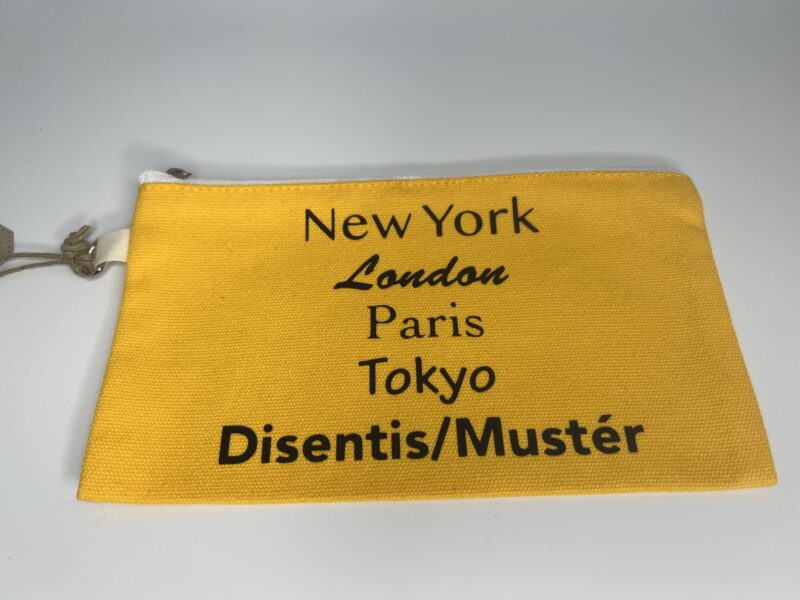 New York
London
Paris
Tokyo
Disentis/Mustér